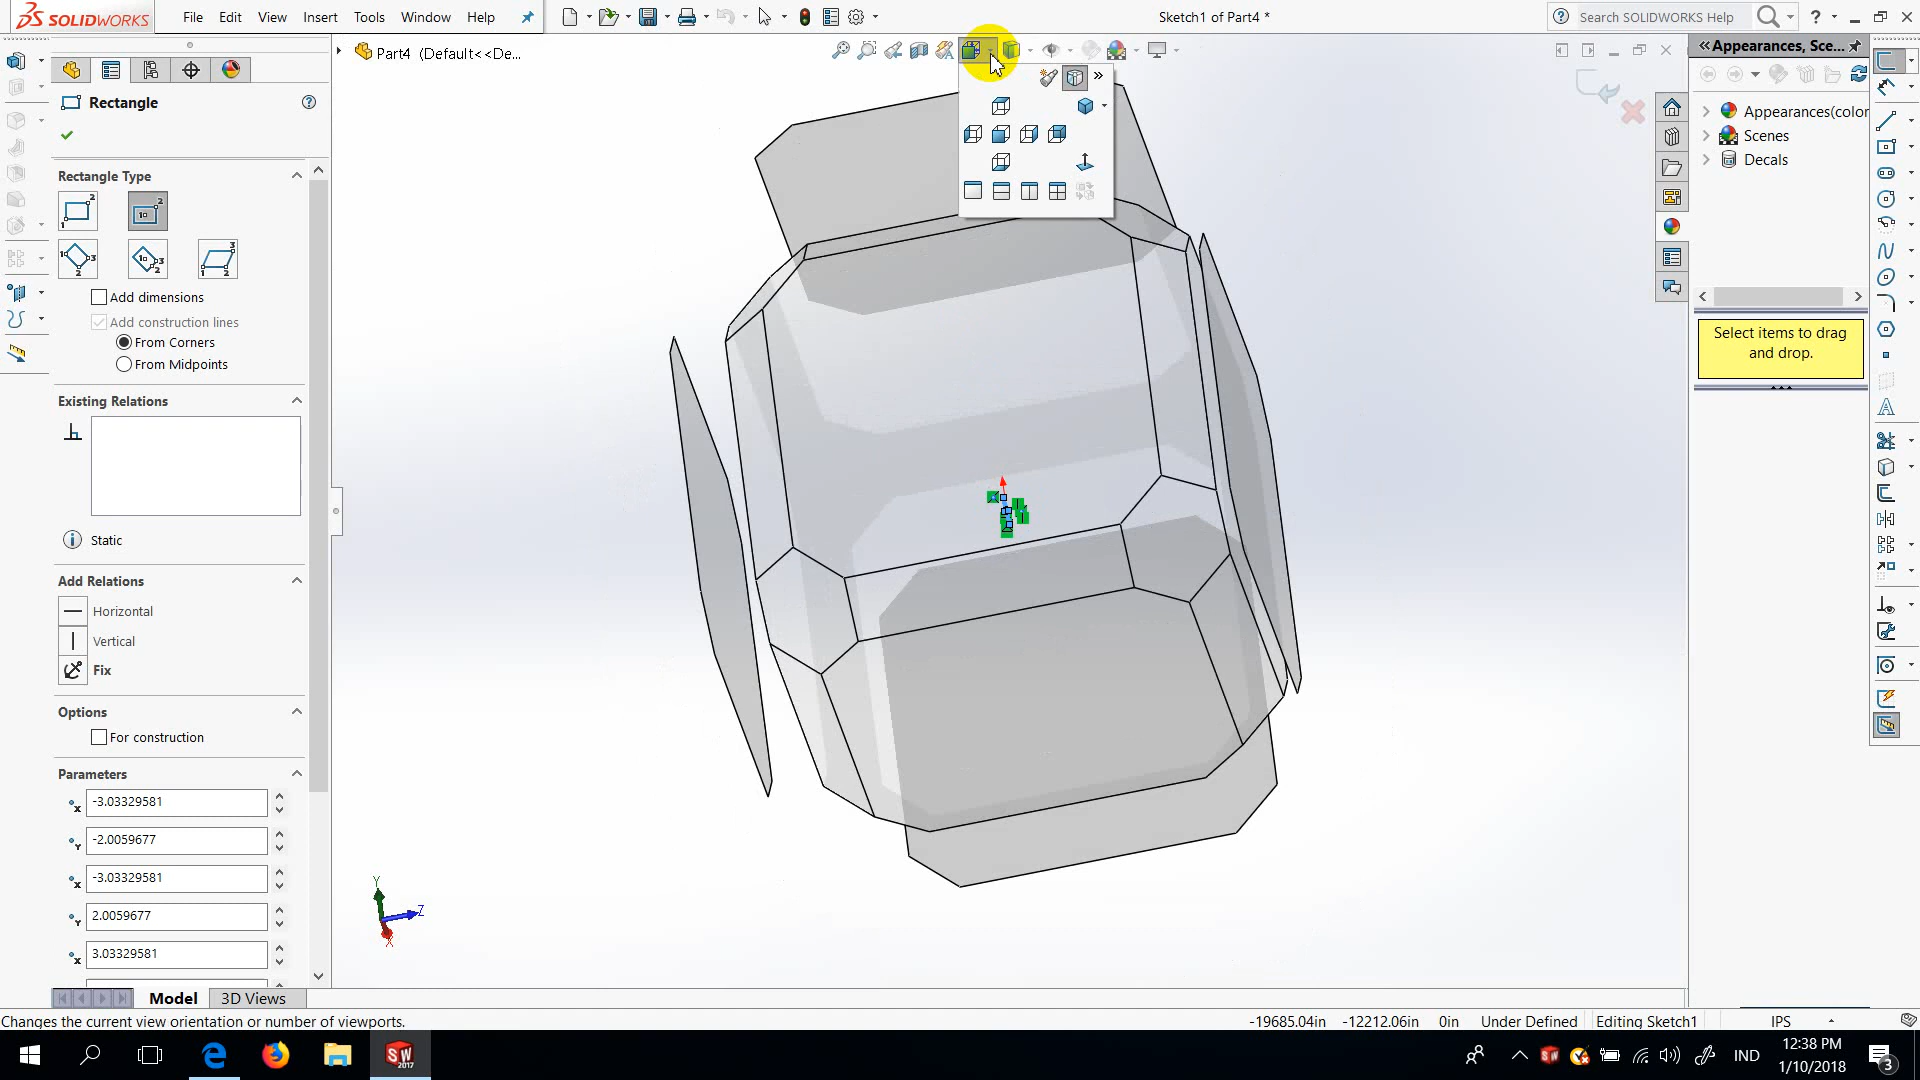 SOLIDWORKS
File Edit View Insert Tools Window Help
Sketch1 of Part4 *
Search SOLIDWORKS Help
Part4 (Default<<De...
Appearances, Sce...
Rectangle
Appearances(color
Scenes
Decals
Rectangle Type
Add dimensions
Add construction lines
From Corners
From Midpoints
Select items to drag
and drop.
Existing Relations
Static
Add Relations
Horizontal
Vertical
Fix
Options
For construction
Parameters
-3.03329581
-2.0059677
-3.03329581
2.0059677
3.03329581
Y
Z
X
Model 3D Views
Changes the current view orientation or number of viewports.
-19685.04in -12212.06in 0in Under Defined Editing Sketch1 IPS
SW
2017
IND
12:38 PM
1/10/2018
3